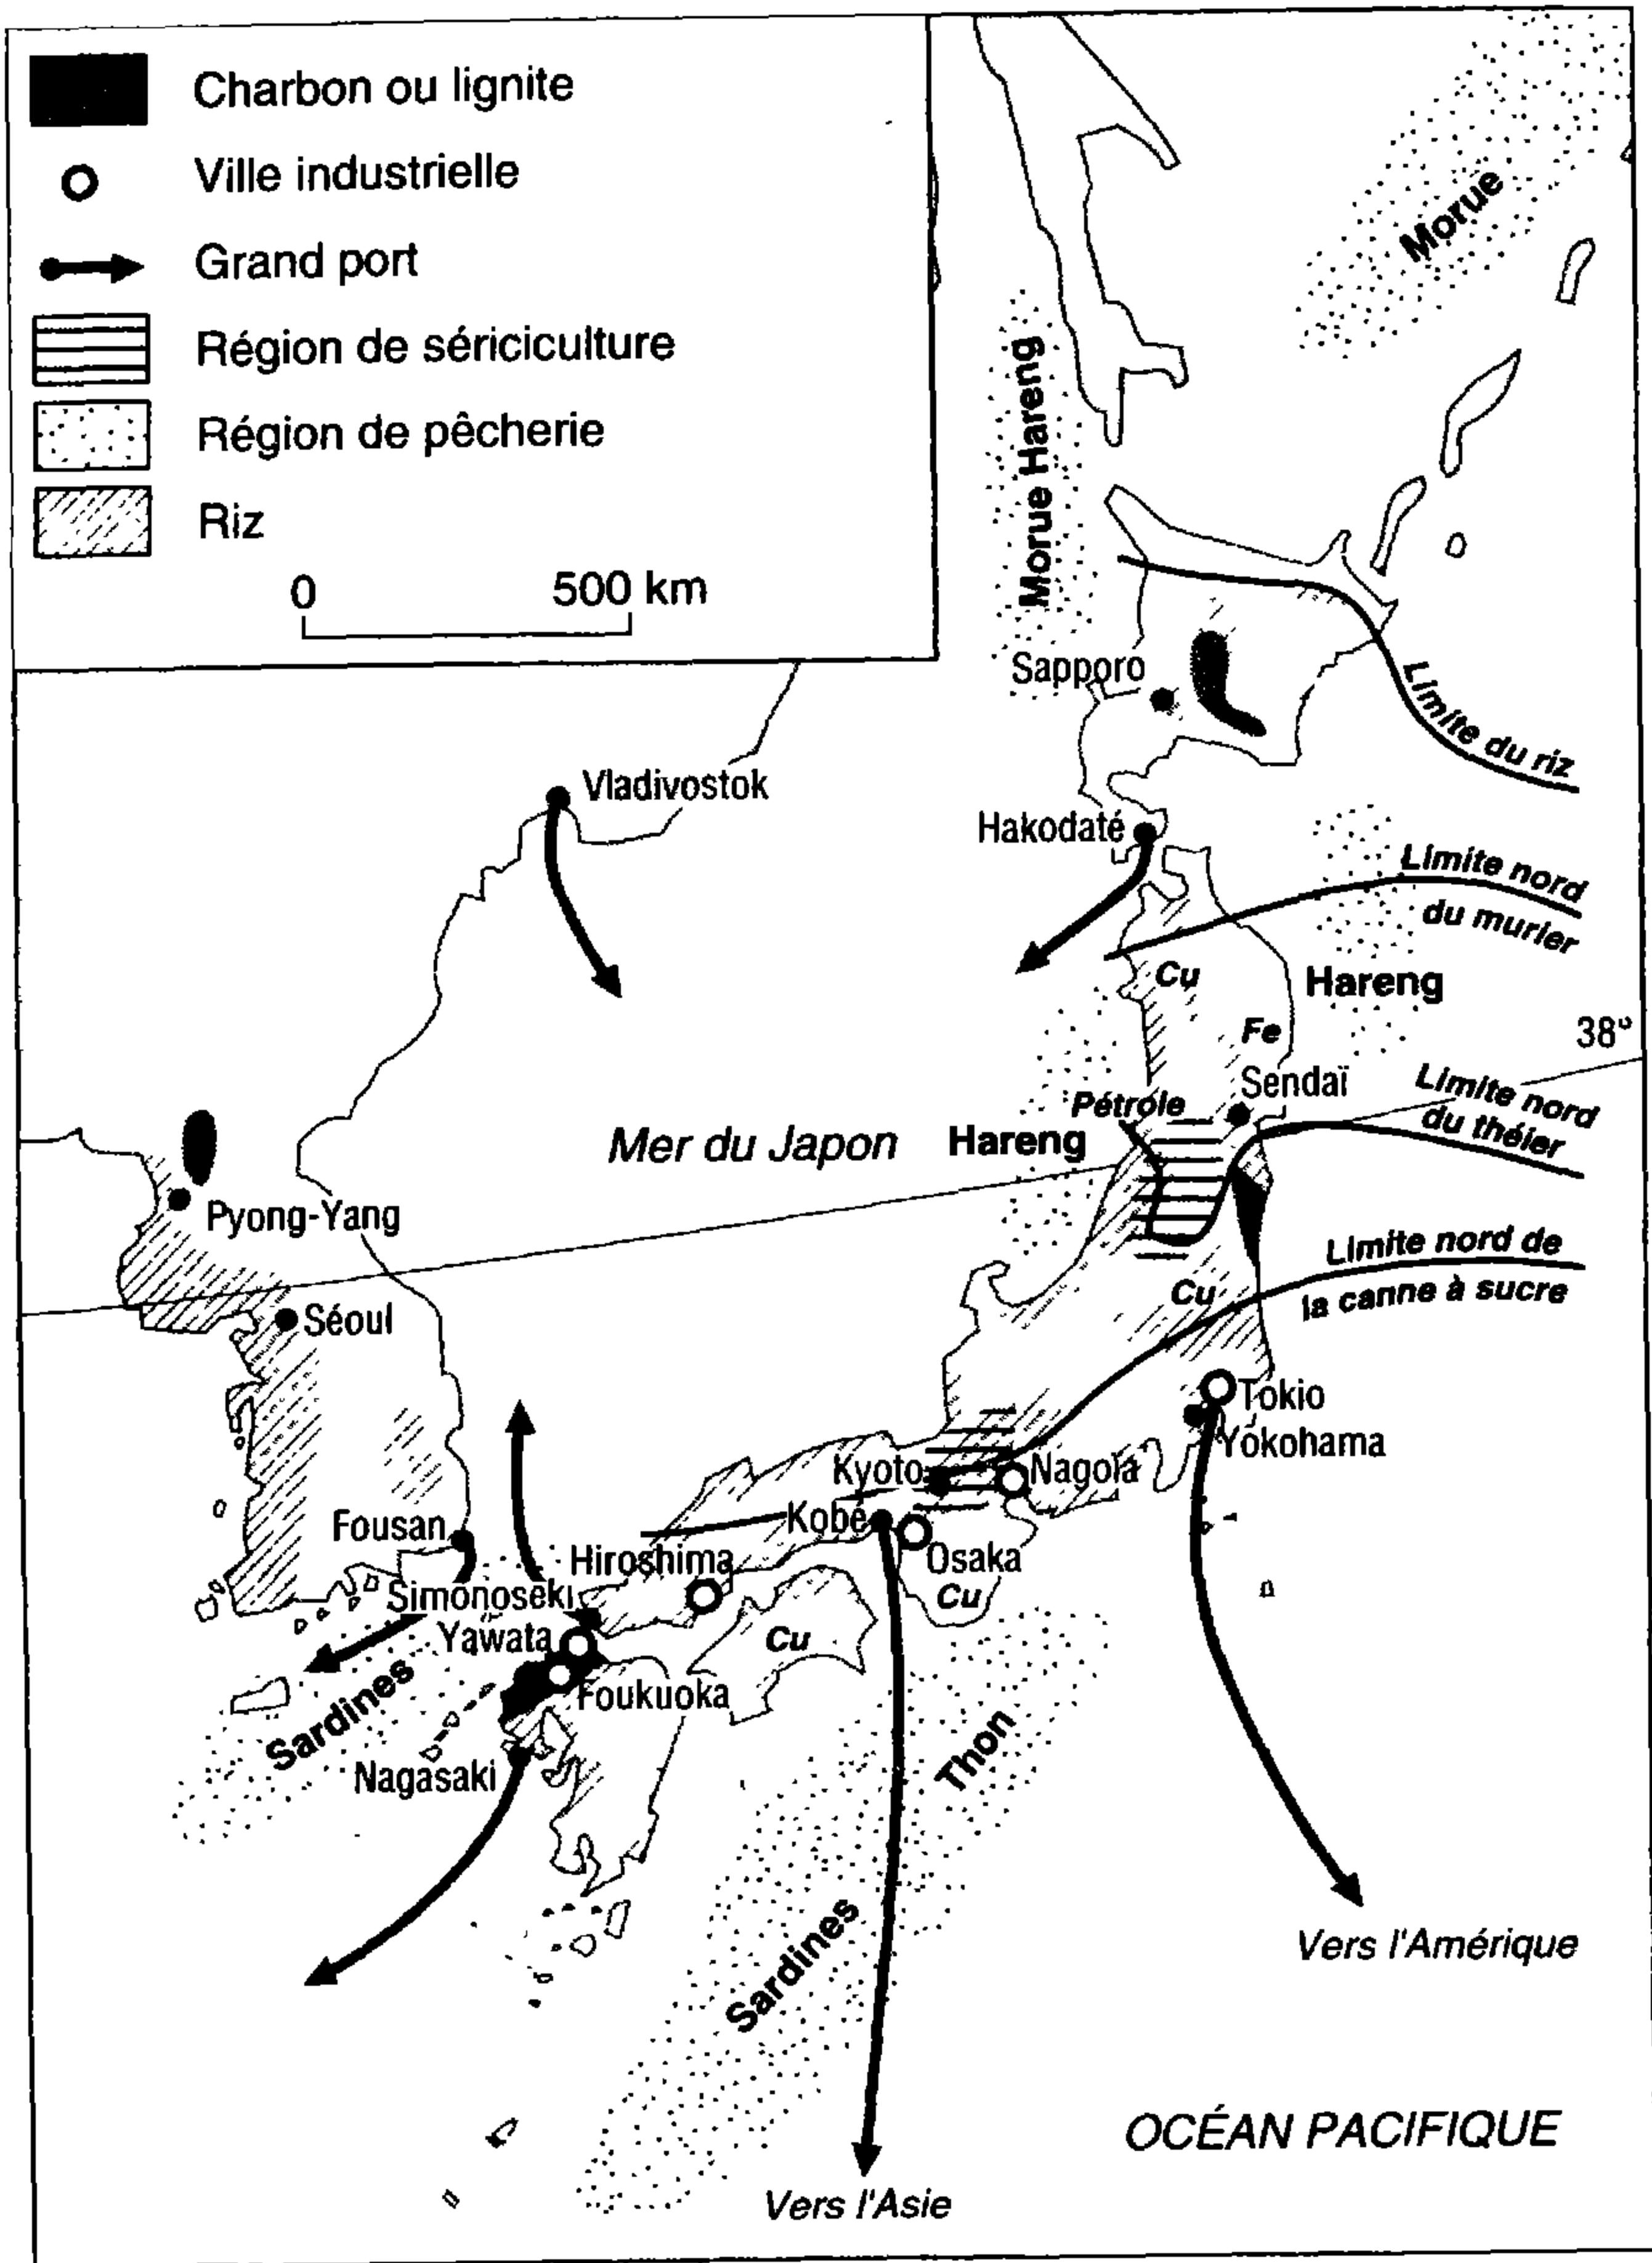 Charbon ou lignite
Ville industrielle
Grand port
Région de sériciculture
Région de pêcherie
Riz
0 500 km
Morue
Morue Hareng
Sapporo
Limite du riz
Vladivostok
Hakodaté
Limite nord
du murier
Cu
Hareng
Fe
38°
Sendaï
Limite nord
du théier
Pétrole
Mer du Japon
Hareng
Pyong-Yang
Limite nord de
la canne à sucre
Cu
Séoul
Tokio
Yokohama
Kyoto
Nagoïa
Kobé
Fousan
Hiroshima
Osaka
Simonoseki
Cu
Yawata
Cu
Foukuoka
Sardines
Thon
Nagasaki
Sardines
Vers l'Amérique
OCÉAN PACIFIQUE
Vers l'Asie